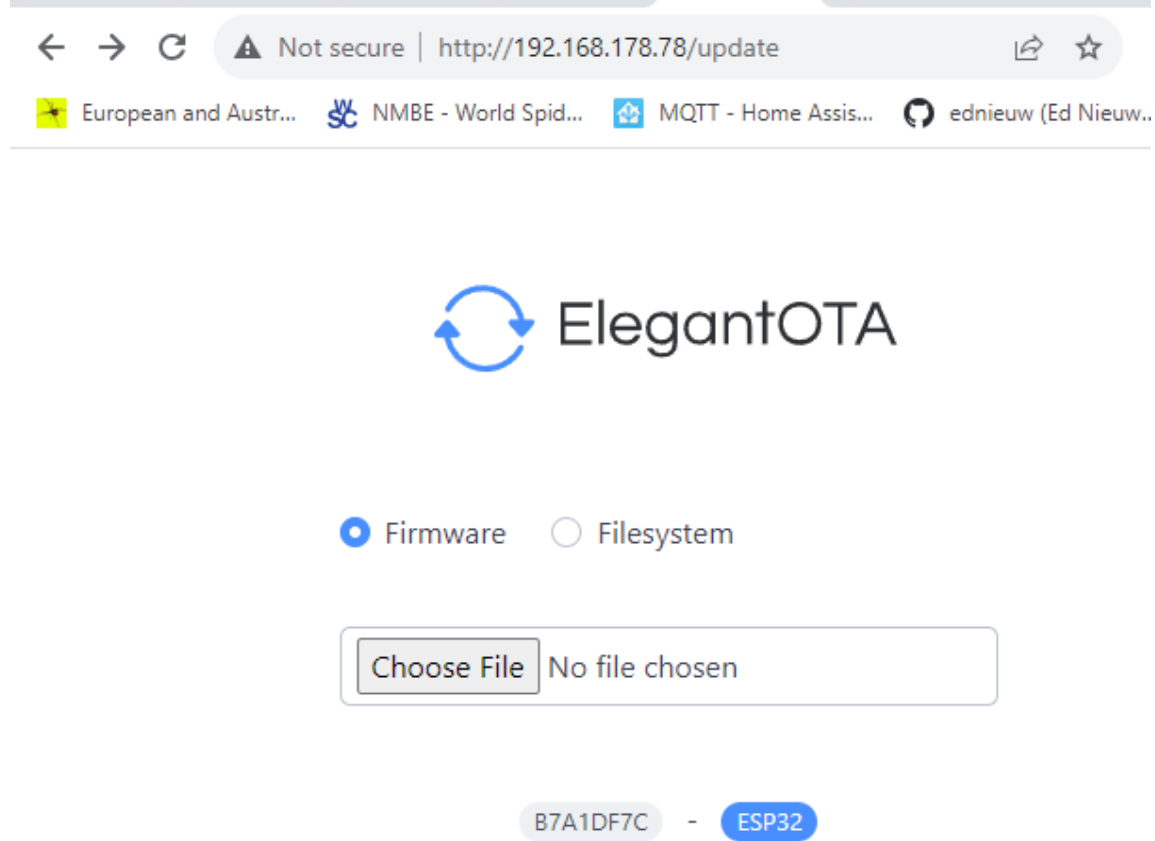 Not secure | http://192.168.178.78/update
European and Austr... WSC NMBE - World Spid... MQTT - Home Assis... ednieuw (Ed Nieuw...
ElegantOTA
Firmware Filesystem
Choose File No file chosen
B7A1DF7C - ESP32